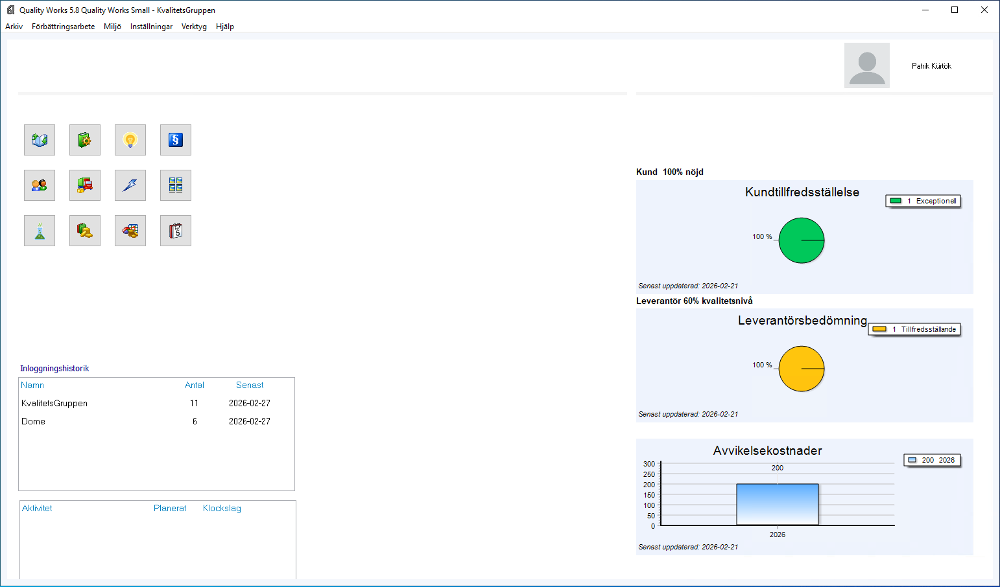 Quality Works 5.8 Quality Works Small - KvalitetsGruppen
Arkiv Förbättringsarbete Miljö Inställningar Verktyg Hjälp
Patrik Kürtök
§
5
Kund 100% nöjd
Kundtillfredsställelse
1 Exceptionell
100 %
Senast uppdaterad: 2026-02-21
Leverantör 60% kvalitetsnivå
Leverantörsbedömning
1 Tillfredsställande
100 %
Senast uppdaterad: 2026-02-21
Inloggningshistorik
Namn Antal Senast
KvalitetsGruppen 11 2026-02-27
Dome 6 2026-02-27
Avvikelsekostnader
200 2026
300
250
200
150
100
50
0
200
2026
Senast uppdaterad: 2026-02-21
Aktivitet Planerat Klockslag